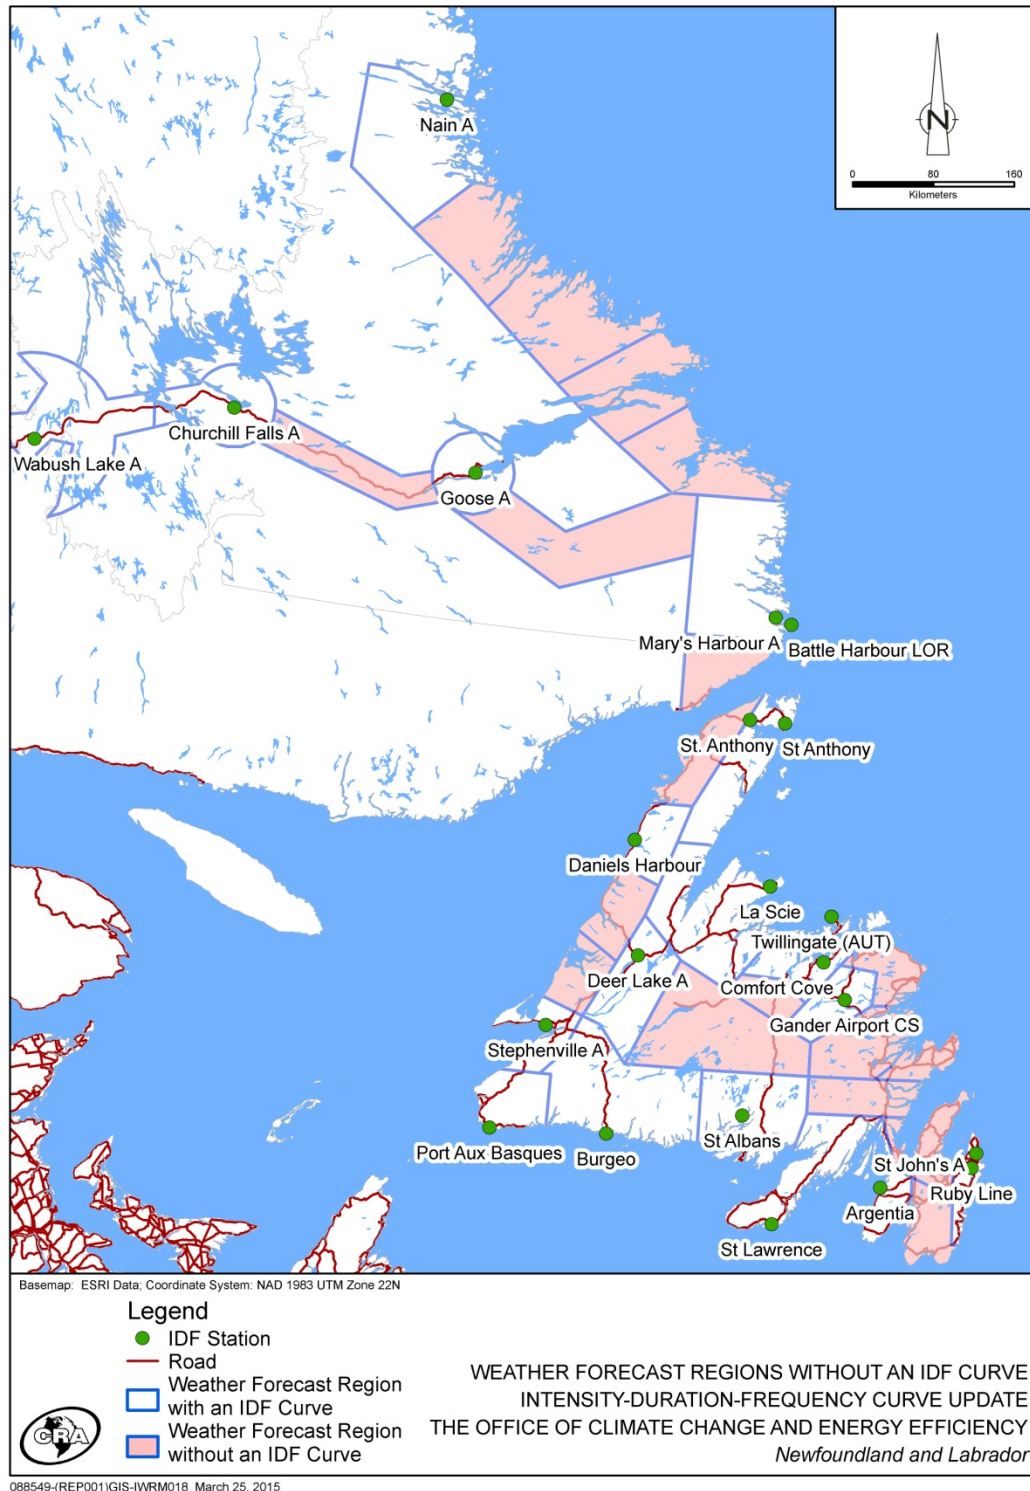 N
0 80 160
Kilometers
Nain A
Churchill Falls A
Wabush Lake A
Goose A
Mary's Harbour A
Battle Harbour LOR
St. Anthony
St Anthony
Daniels Harbour
La Scie
Twillingate (AUT)
Deer Lake A
Comfort Cove
Gander Airport CS
Stephenville A
Port Aux Basques
Burgeo
St Albans
St John's A
Ruby Line
Argentia
St Lawrence
Basemap: ESRI Data; Coordinate System: NAD 1983 UTM Zone 22N
Legend
IDF Station
Road
Weather Forecast Region
with an IDF Curve
Weather Forecast Region
without an IDF Curve
CRA
WEATHER FORECAST REGIONS WITHOUT AN IDF CURVE
INTENSITY-DURATION-FREQUENCY CURVE UPDATE
THE OFFICE OF CLIMATE CHANGE AND ENERGY EFFICIENCY
Newfoundland and Labrador
088549-(REP001)GIS-IWRM018 March 25, 2015